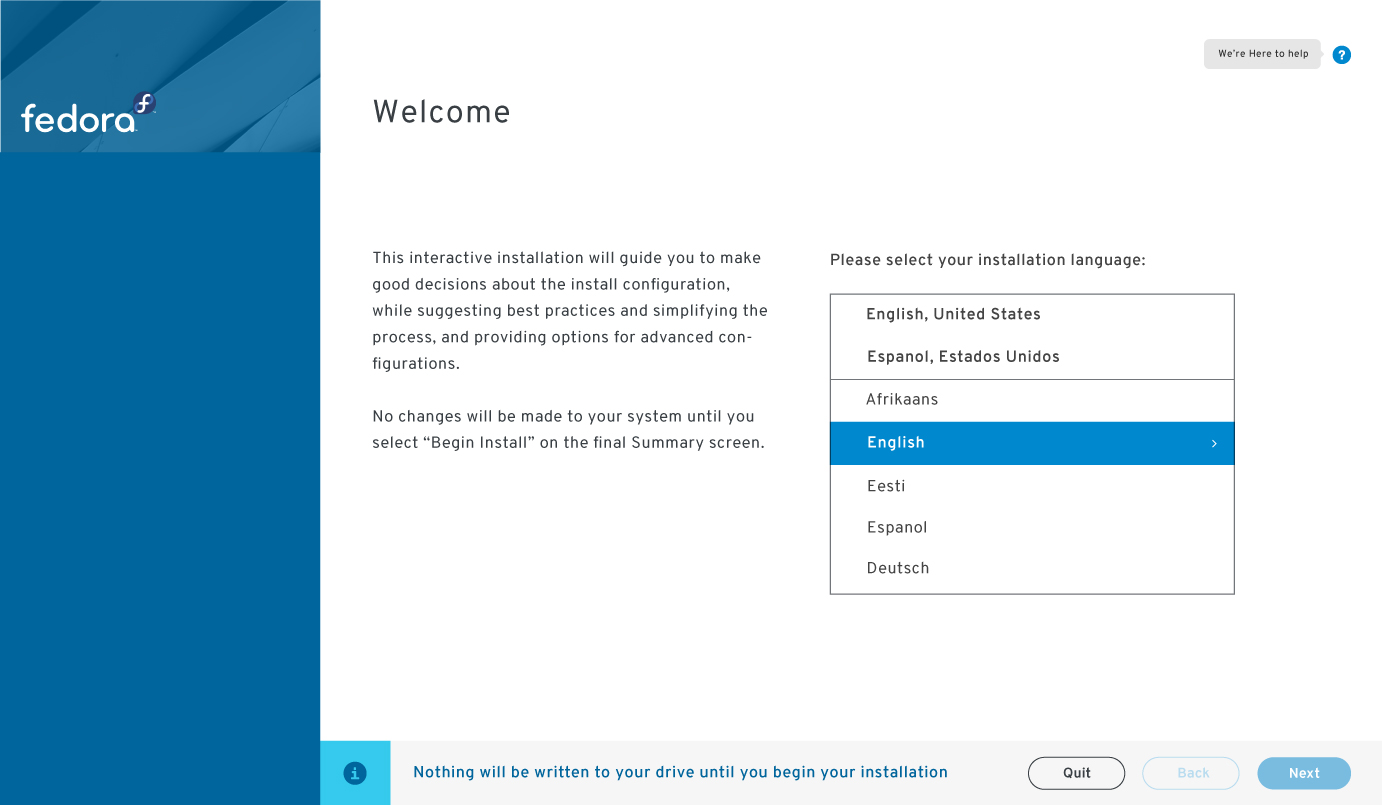 fedora
We're Here to help
?
Welcome
This interactive installation will guide you to make
good decisions about the install configuration,
while suggesting best practices and simplifying the
process, and providing options for advanced con-
figurations.
No changes will be made to your system until you
select “Begin Install” on the final Summary screen.
Please select your installation language:
English, United States
Espanol, Estados Unidos
Afrikaans
English
Eesti
Espanol
Deutsch
Nothing will be written to your drive until you begin your installation
Quit
Back
Next